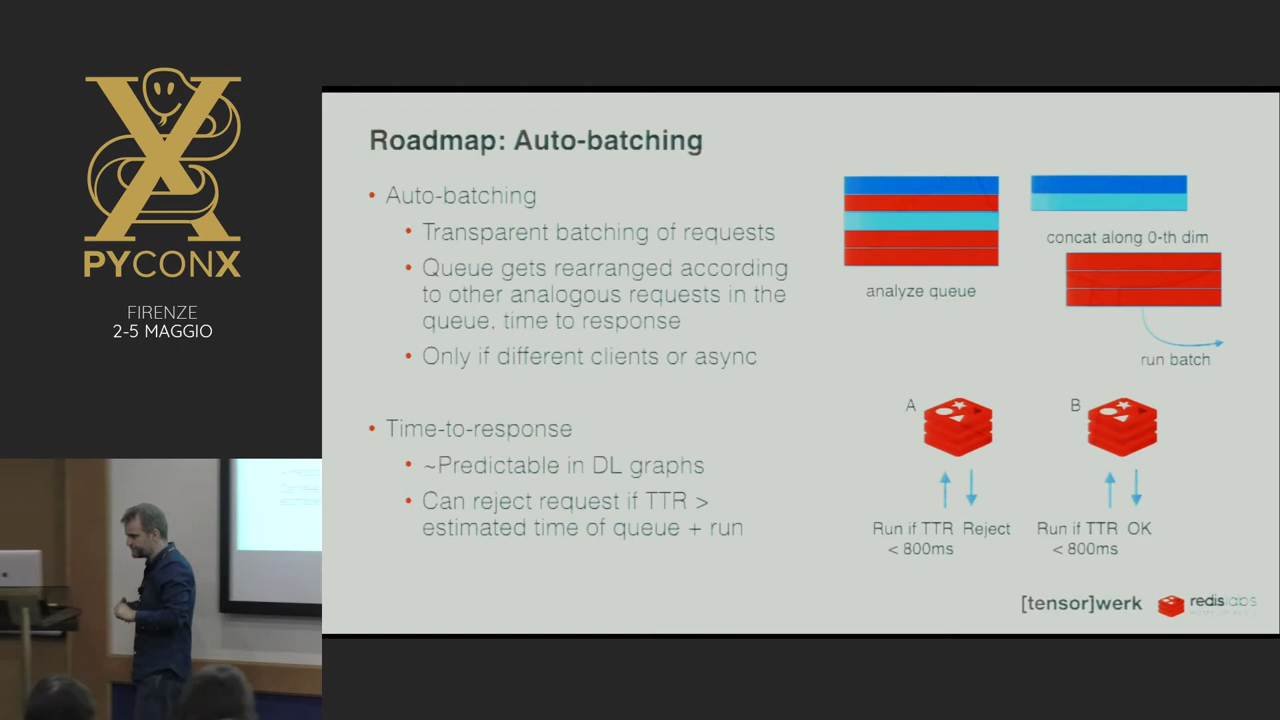 PYCONX
FIRENZE
2-5 MAGGIO
Roadmap: Auto-batching
• Auto-batching
• Transparent batching of requests
• Queue gets rearranged according
to other analogous requests in the
queue, time to response
• Only if different clients or async
• Time-to-response
• ~Predictable in DL graphs
• Can reject request if TTR >
estimated time of queue + run
analyze queue
concat along 0-th dim
run batch
A
Run if TTR Reject
< 800ms
B
Run if TTR OK
< 800ms
[tensor]werk
redislabs